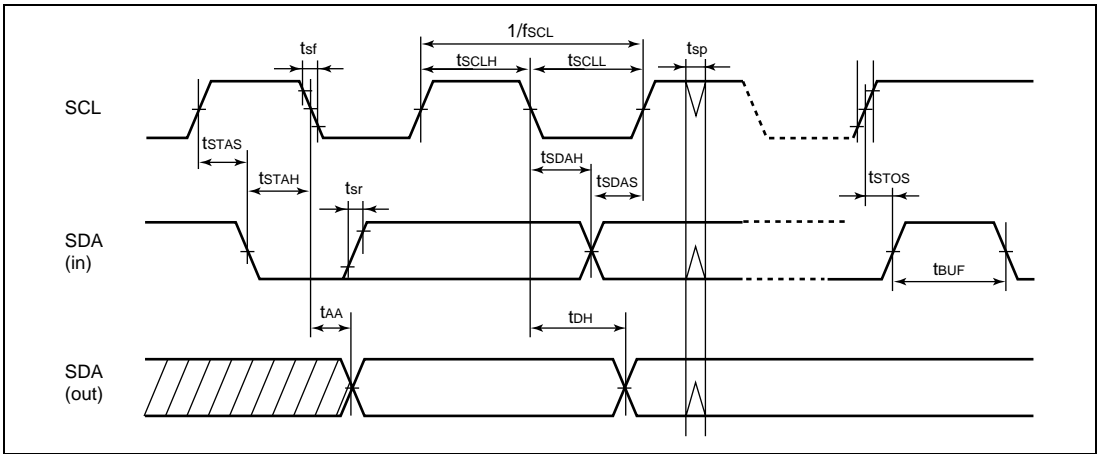 1/fSCL
tsf
tSCLH
tSCLL
tsp
SCL
tSTAS
tSTAH
tsr
tSDAH
tSDAS
tSTOS
SDA
(in)
tBUF
tAA
tDH
SDA
(out)